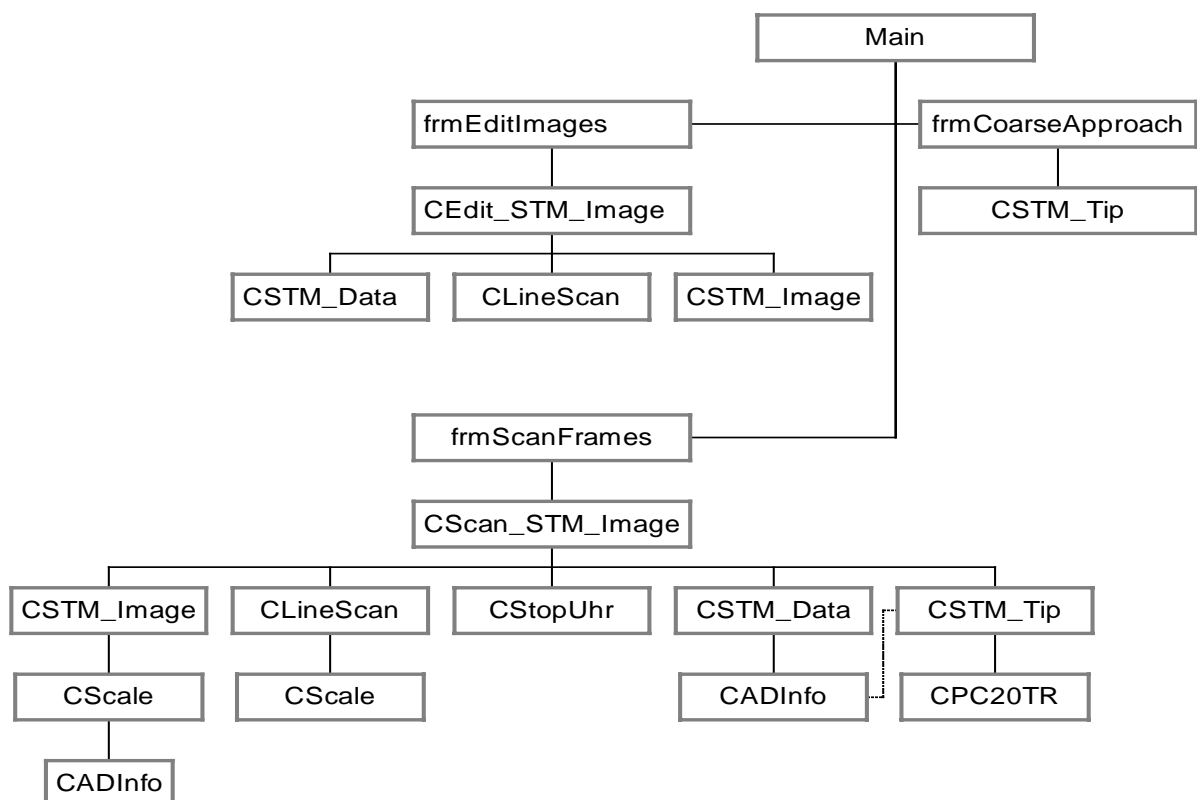 Main
frmEditImages
frmCoarseApproach
CEdit_STM_Image
CSTM_Tip
CSTM_Data
CLineScan
CSTM_Image
frmScanFrames
CScan_STM_Image
CSTM_Image
CLineScan
CStopUhr
CSTM_Data
CSTM_Tip
CScale
CScale
CADInfo
CPC20TR
CADInfo